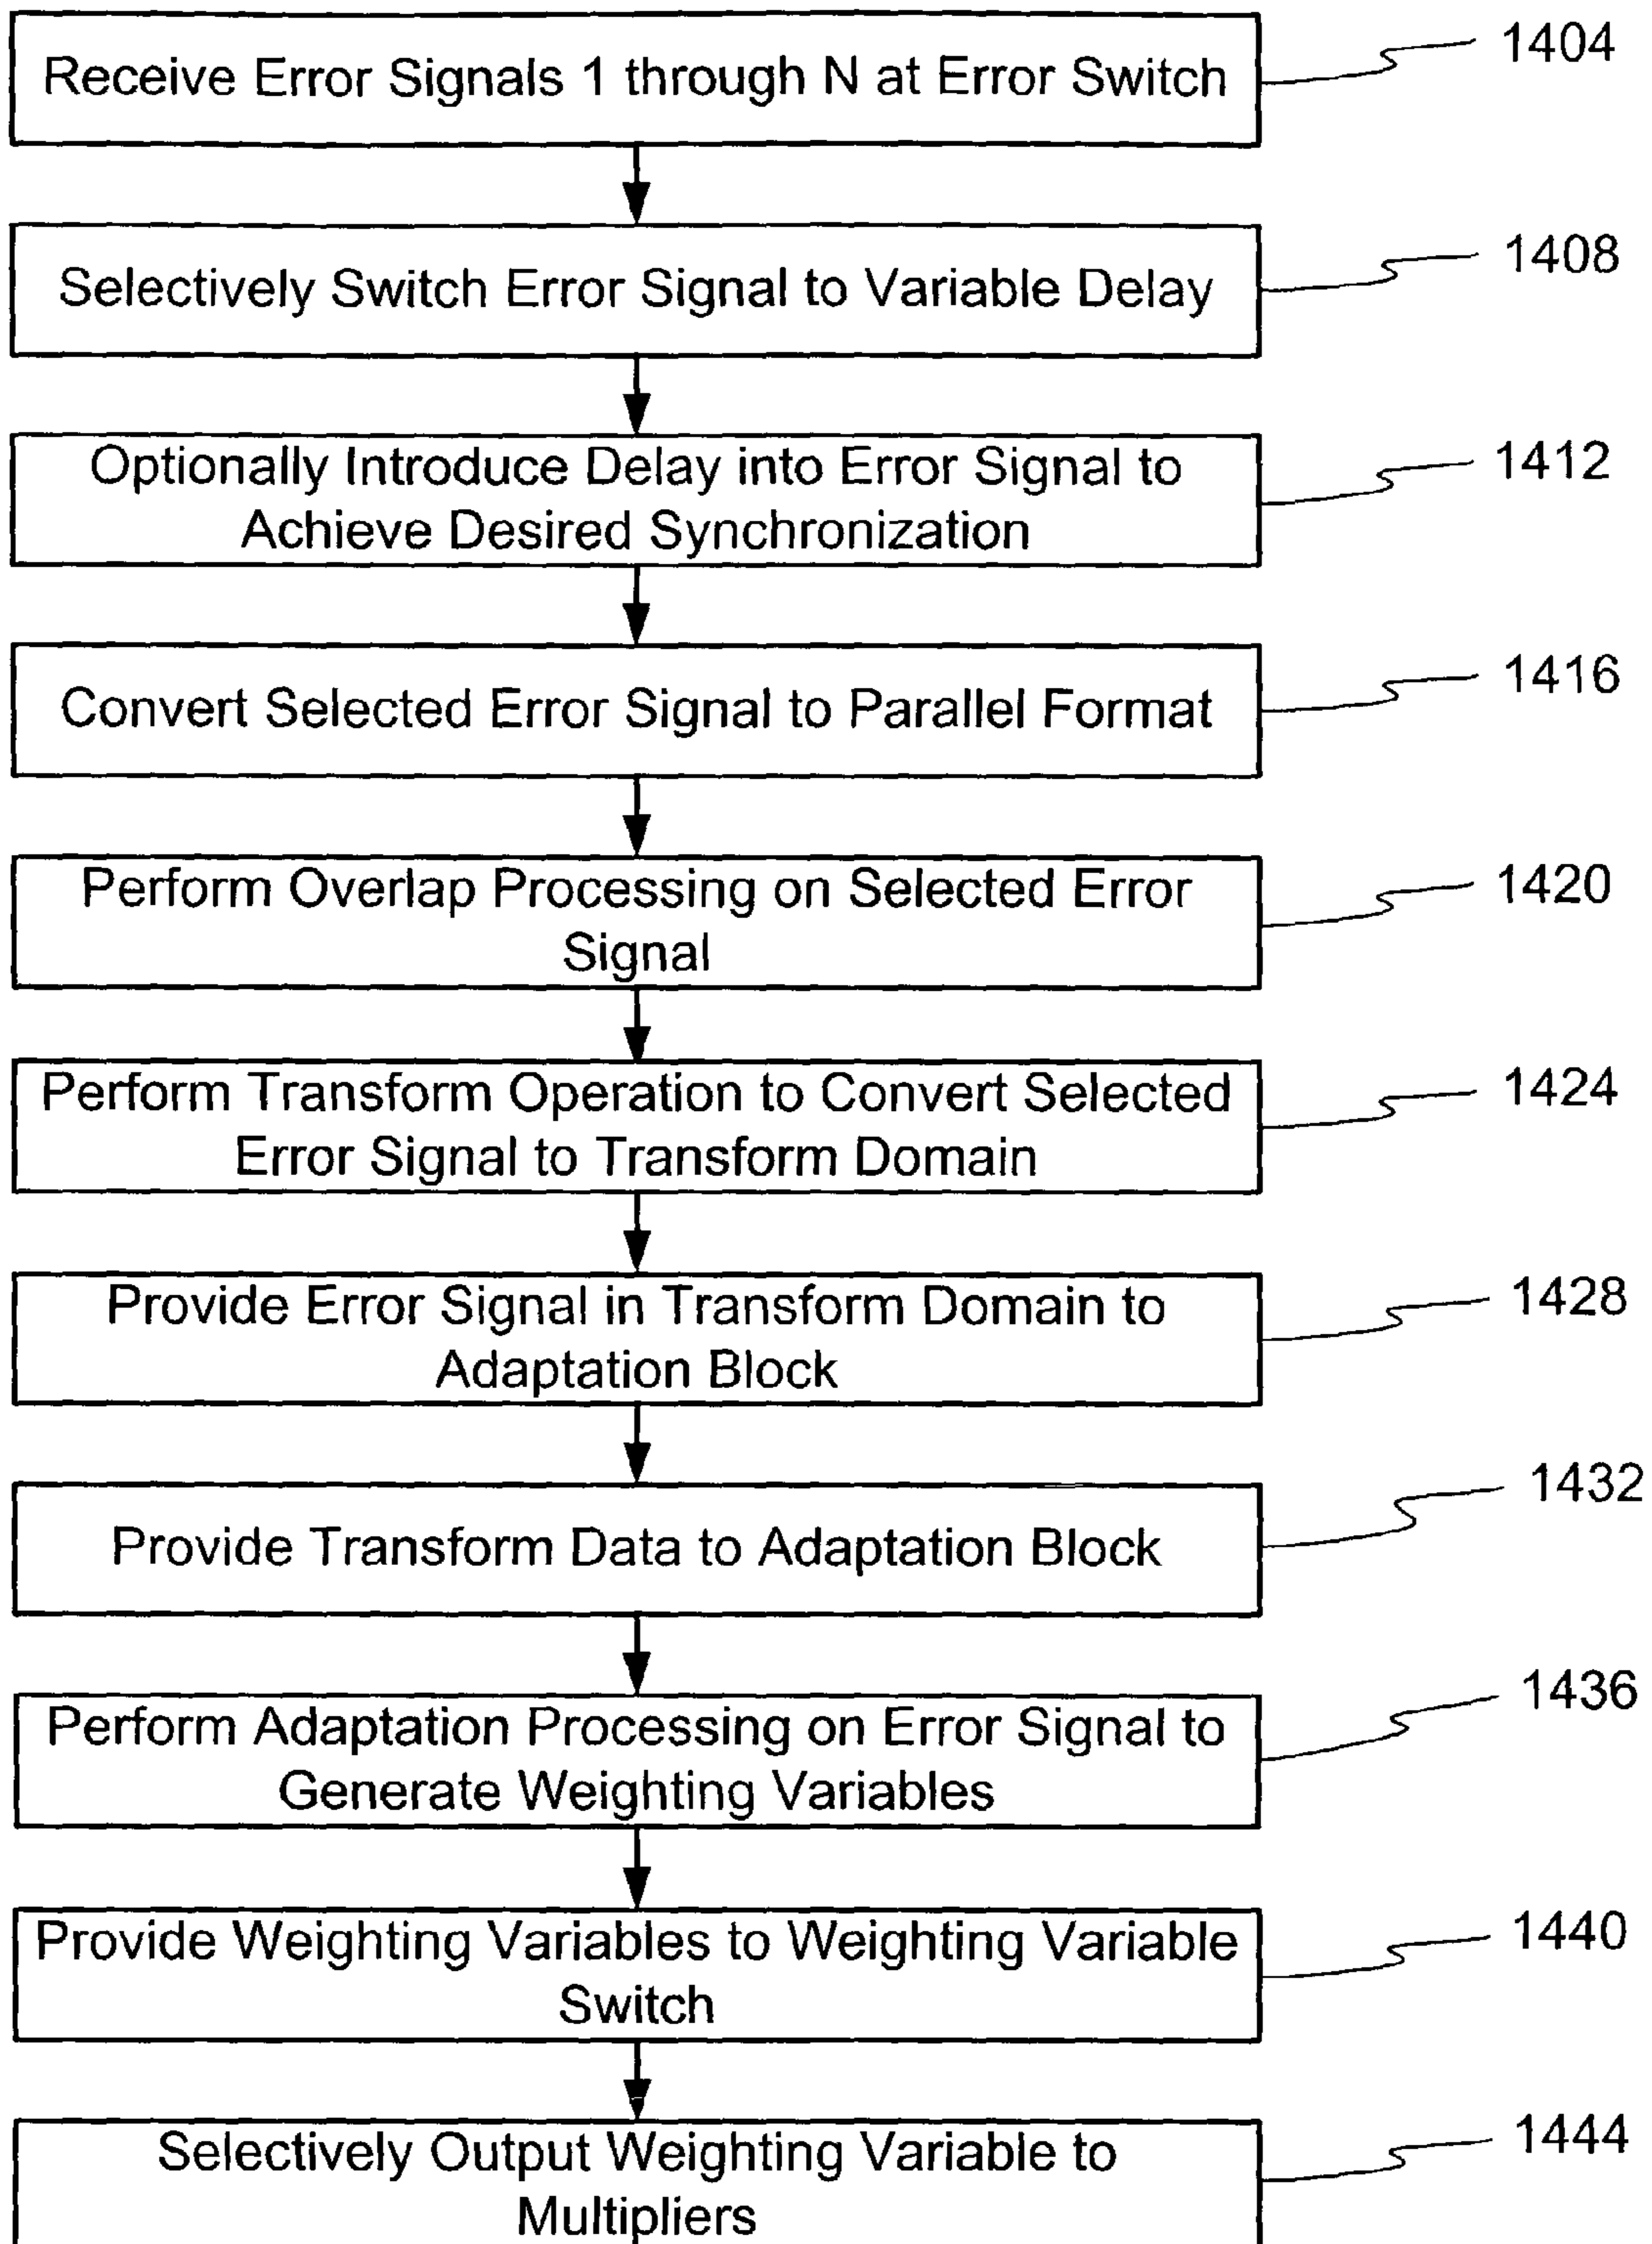 Receive Error Signals 1 through N at Error Switch
1404
Selectively Switch Error Signal to Variable Delay
1408
Optionally Introduce Delay into Error Signal to
Achieve Desired Synchronization
1412
Convert Selected Error Signal to Parallel Format
1416
Perform Overlap Processing on Selected Error
Signal
1420
Perform Transform Operation to Convert Selected
Error Signal to Transform Domain
1424
Provide Error Signal in Transform Domain to
Adaptation Block
1428
Provide Transform Data to Adaptation Block
1432
Perform Adaptation Processing on Error Signal to
Generate Weighting Variables
1436
Provide Weighting Variables to Weighting Variable
Switch
1440
Selectively Output Weighting Variable to
Multipliers
1444